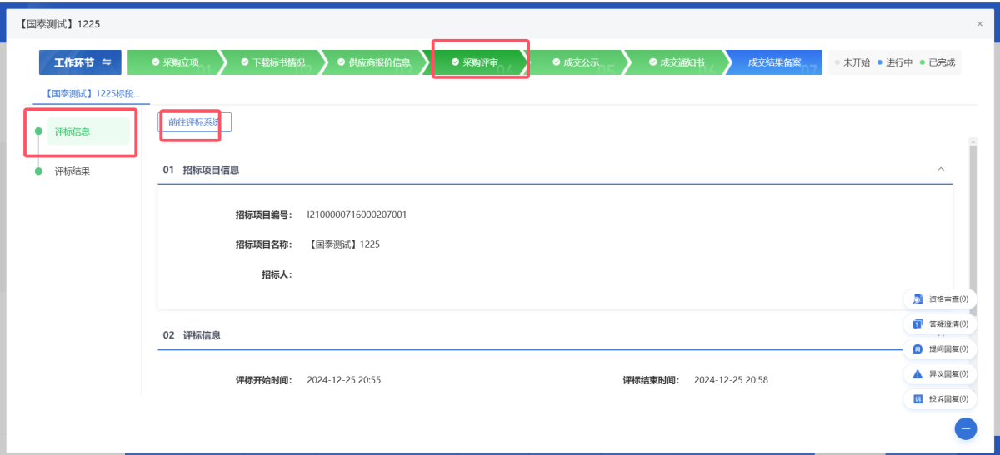 【国泰测试】1225
×
工作环节
采购立项 01
下载标书情况 02
供应商报价信息 03
采购评审 04
成交公示 05
成交通知书 06
成交结果备案 07
未开始 进行中 已完成
【国泰测试】1225标段...
评标信息
评标结果
前往评标系统
01 招标项目信息
招标项目编号： I2100000716000207001
招标项目名称： 【国泰测试】1225
招标人：
02 评标信息
评标开始时间： 2024-12-25 20:55
评标结束时间： 2024-12-25 20:58
资格审查(0)
答疑澄清(0)
提问回复(0)
异议回复(0)
诉 投诉回复(0)